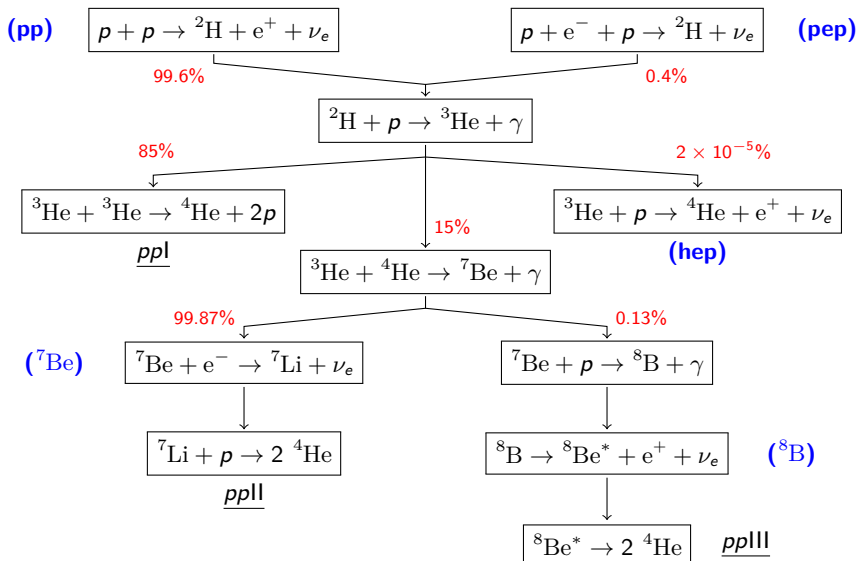 (pp) p + p → ²H + e⁺ + νₑ p + e⁻ + p → ²H + νₑ (pep)
99.6% 0.4%
²H + p → ³He + γ
85% 2 × 10⁻⁵%
³He + ³He → ⁴He + 2p ³He + p → ⁴He + e⁺ + νₑ
ppI 15% (hep)
³He + ⁴He → ⁷Be + γ
99.87% 0.13%
(⁷Be) ⁷Be + e⁻ → ⁷Li + νₑ ⁷Be + p → ⁸B + γ
⁷Li + p → 2 ⁴He ⁸B → ⁸Be* + e⁺ + νₑ (⁸B)
ppII
⁸Be* → 2 ⁴He ppIII